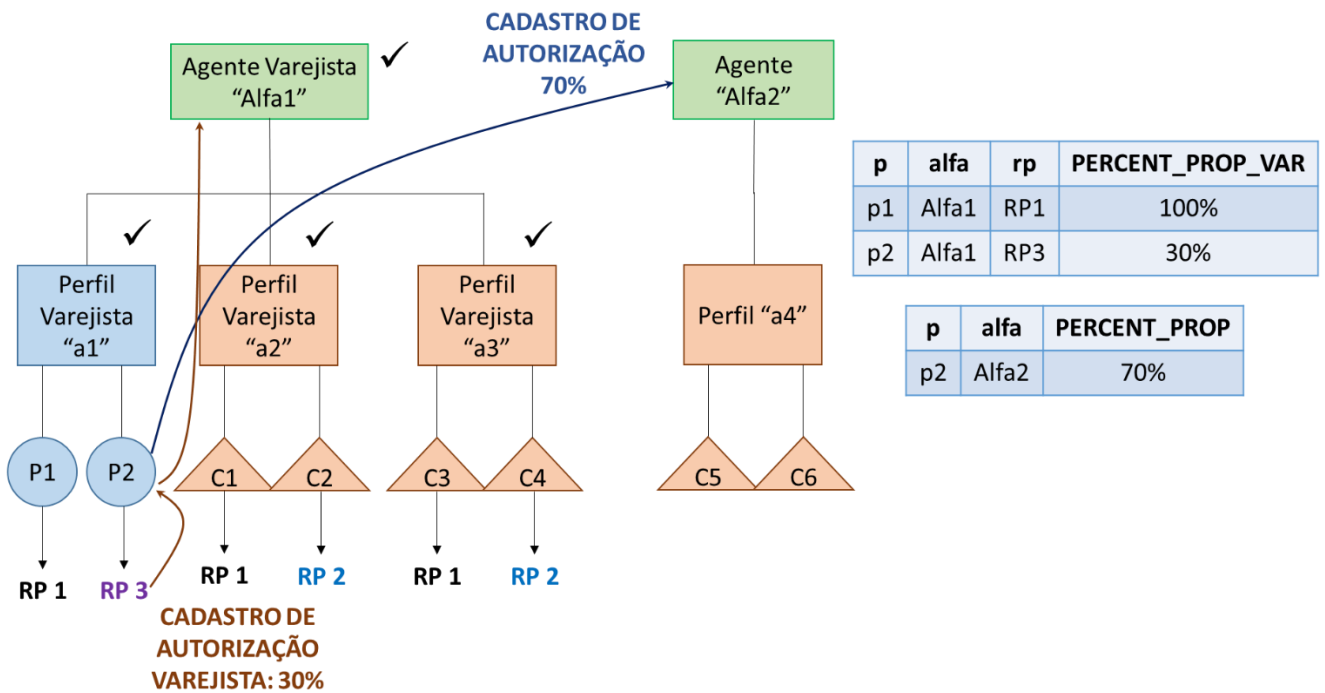 CADASTRO DE
AUTORIZAÇÃO
70%
Agente Varejista
“Alfa1”
Agente
“Alfa2”
p alfa rp PERCENT_PROP_VAR
p1 Alfa1 RP1 100%
p2 Alfa1 RP3 30%
p alfa PERCENT_PROP
p2 Alfa2 70%
Perfil
Varejista
“a1”
Perfil
Varejista
“a2”
Perfil
Varejista
“a3”
Perfil “a4”
P1 P2 C1 C2 C3 C4 C5 C6
RP 1 RP 3 RP 1 RP 2 RP 1 RP 2
CADASTRO DE
AUTORIZAÇÃO
VAREJISTA: 30%